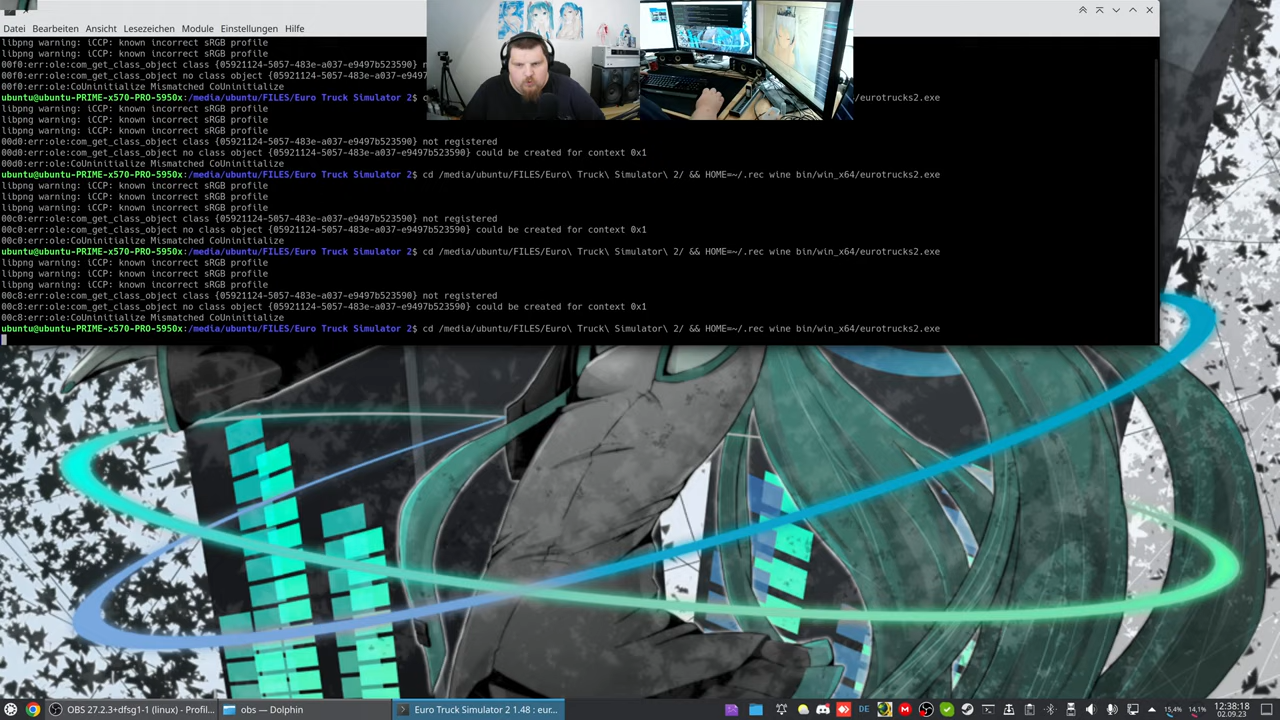 Datei Bearbeiten Ansicht Lesezeichen Module Einstellungen Hilfe
libpng warning: iCCP: known incorrect sRGB profile
libpng warning: iCCP: known incorrect sRGB profile
00f0:err:ole:com_get_class_object class {05921124-5057-483e-a037-e9497
00f0:err:ole:com_get_class_object no class object {05921124-5057-483e-a037-e9497
00f0:err:ole:CoUninitialize Mismatched CoUninitialize
ubuntu@ubuntu-PRIME-x570-PRO-5950x:/media/ubuntu/FILES/Euro Truck Simulator 2$ c /eurotrucks2.exe
libpng warning: iCCP: known incorrect sRGB profile
libpng warning: iCCP: known incorrect sRGB profile
libpng warning: iCCP: known incorrect sRGB profile
00d0:err:ole:com_get_class_object class {05921124-5057-483e-a037-e9497b523590} not registered
00d0:err:ole:com_get_class_object no class object {05921124-5057-483e-a037-e9497b523590} could be created for context 0x1
00d0:err:ole:CoUninitialize Mismatched CoUninitialize
ubuntu@ubuntu-PRIME-x570-PRO-5950x:/media/ubuntu/FILES/Euro Truck Simulator 2$ cd /media/ubuntu/FILES/Euro\ Truck\ Simulator\ 2/ && HOME=~/.rec wine bin/win_x64/eurotrucks2.exe
libpng warning: iCCP: known incorrect sRGB profile
libpng warning: iCCP: known incorrect sRGB profile
libpng warning: iCCP: known incorrect sRGB profile
00c0:err:ole:com_get_class_object class {05921124-5057-483e-a037-e9497b523590} not registered
00c0:err:ole:com_get_class_object no class object {05921124-5057-483e-a037-e9497b523590} could be created for context 0x1
00c0:err:ole:CoUninitialize Mismatched CoUninitialize
ubuntu@ubuntu-PRIME-x570-PRO-5950x:/media/ubuntu/FILES/Euro Truck Simulator 2$ cd /media/ubuntu/FILES/Euro\ Truck\ Simulator\ 2/ && HOME=~/.rec wine bin/win_x64/eurotrucks2.exe
libpng warning: iCCP: known incorrect sRGB profile
libpng warning: iCCP: known incorrect sRGB profile
libpng warning: iCCP: known incorrect sRGB profile
00c8:err:ole:com_get_class_object class {05921124-5057-483e-a037-e9497b523590} not registered
00c8:err:ole:com_get_class_object no class object {05921124-5057-483e-a037-e9497b523590} could be created for context 0x1
00c8:err:ole:CoUninitialize Mismatched CoUninitialize
ubuntu@ubuntu-PRIME-x570-PRO-5950x:/media/ubuntu/FILES/Euro Truck Simulator 2$ cd /media/ubuntu/FILES/Euro\ Truck\ Simulator\ 2/ && HOME=~/.rec wine bin/win_x64/eurotrucks2.exe
OBS 27.2.3+dfsg1-1 (linux) - Profil...
obs — Dolphin
Euro Truck Simulator 2 1.48 : eur...
DE
15,4% 14,1%
12:38:18
02.09.23